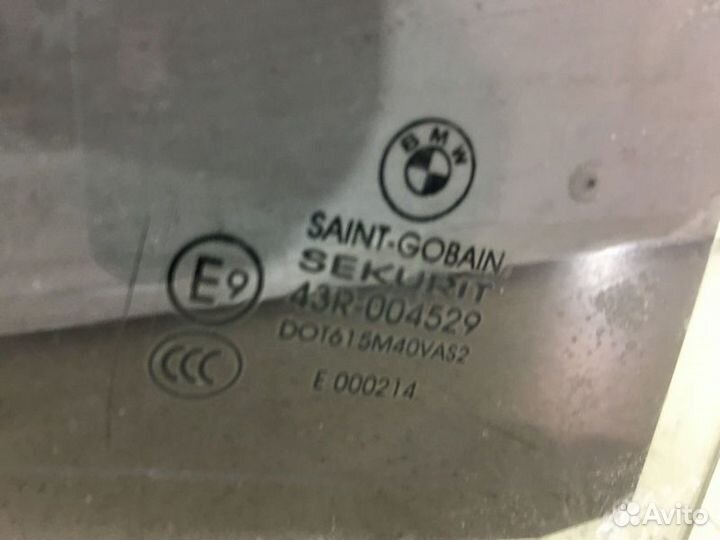 BMW
SAINT-GOBAIN
SEKURIT
E9
43R-004529
DOT615M40VAS2
CCC
E 000214
Avito